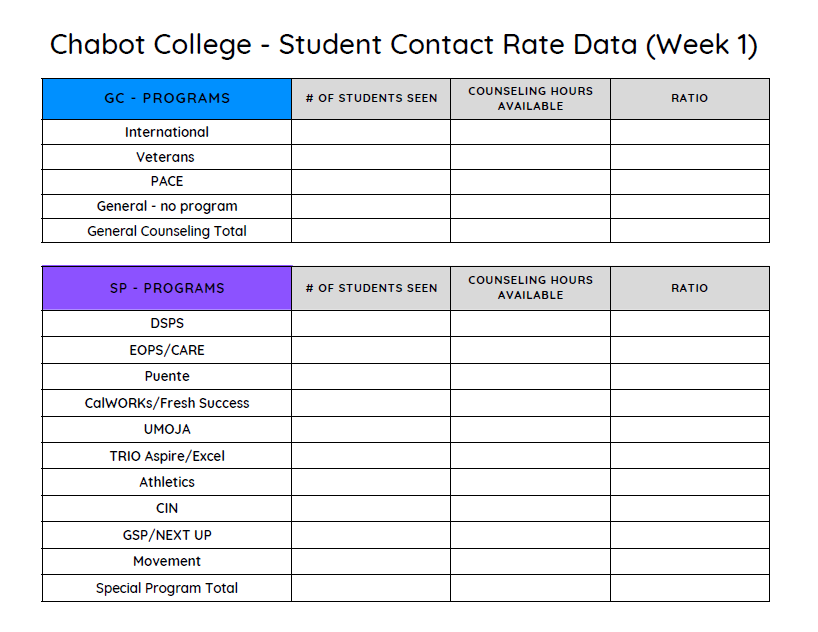 Chabot College - Student Contact Rate Data (Week 1)
GC - PROGRAMS # OF STUDENTS SEEN COUNSELING HOURS AVAILABLE RATIO
International
Veterans
PACE
General - no program
General Counseling Total
SP - PROGRAMS # OF STUDENTS SEEN COUNSELING HOURS AVAILABLE RATIO
DSPS
EOPS/CARE
Puente
CalWORKs/Fresh Success
UMOJA
TRIO Aspire/Excel
Athletics
CIN
GSP/NEXT UP
Movement
Special Program Total